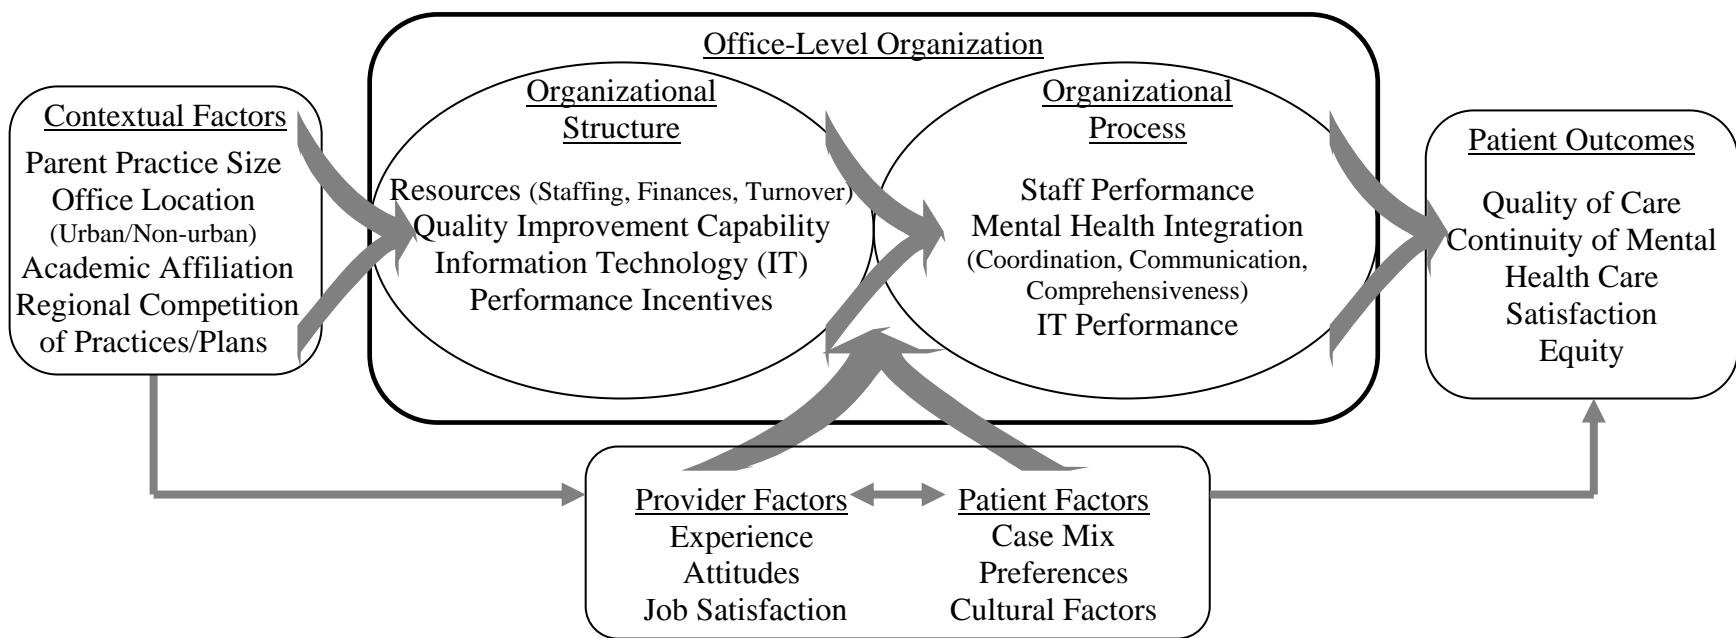 Office-Level Organization
Contextual Factors
Parent Practice Size
Office Location
(Urban/Non-urban)
Academic Affiliation
Regional Competition
of Practices/Plans
Organizational
Structure
Resources (Staffing, Finances, Turnover)
Quality Improvement Capability
Information Technology (IT)
Performance Incentives
Organizational
Process
Staff Performance
Mental Health Integration
(Coordination, Communication,
Comprehensiveness)
IT Performance
Patient Outcomes
Quality of Care
Continuity of Mental
Health Care
Satisfaction
Equity
Provider Factors
Experience
Attitudes
Job Satisfaction
Patient Factors
Case Mix
Preferences
Cultural Factors